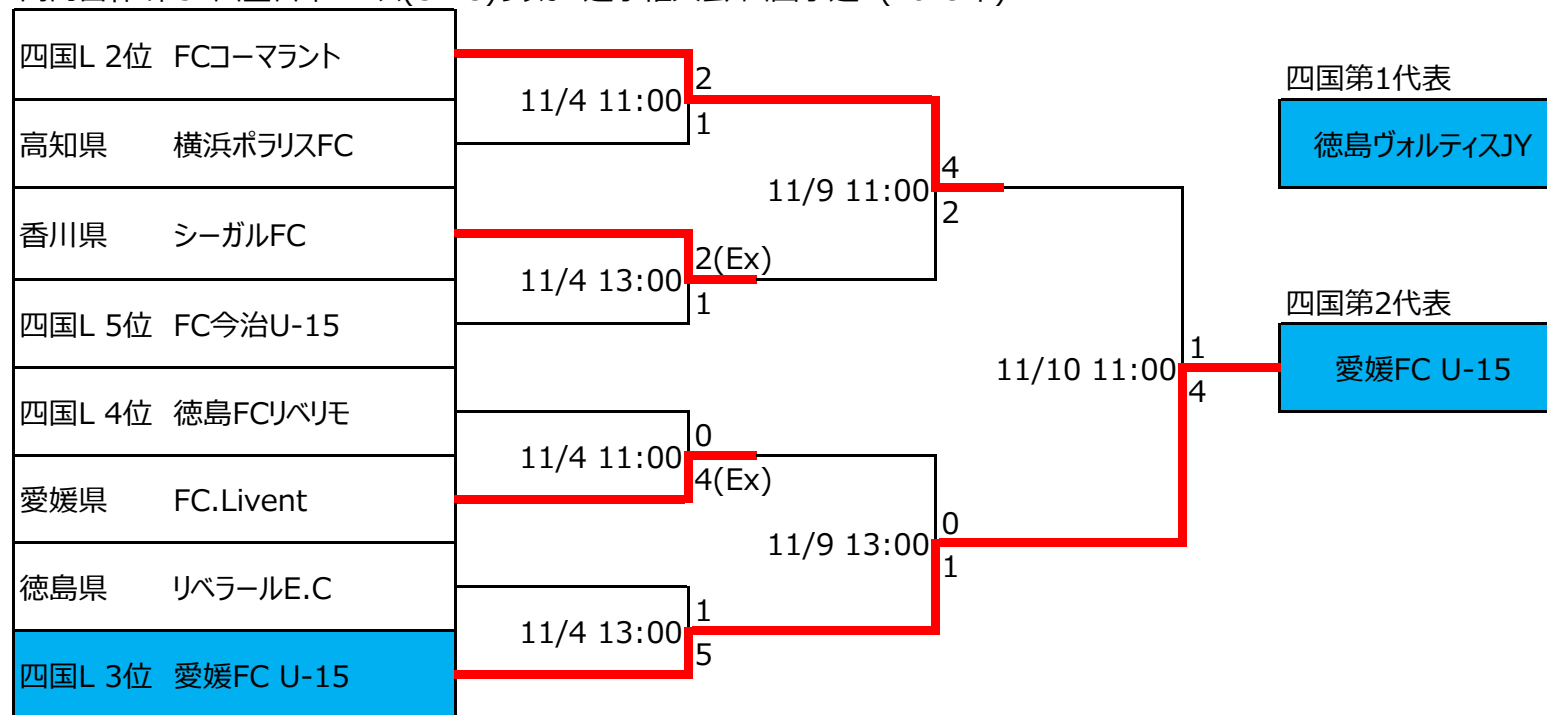 四国L 2位 FCコーマラント
高知県 横浜ポラリスFC
香川県 シーガルFC
四国L 5位 FC今治U-15
四国L 4位 徳島FCリベリモ
愛媛県 FC.Livent
徳島県 リベラールE.C
四国L 3位 愛媛FC U-15
11/4 11:00
2
1
11/4 13:00
2(Ex)
1
11/4 11:00
0
4(Ex)
11/4 13:00
1
5
11/9 11:00
4
2
11/9 13:00
0
1
11/10 11:00
1
4
四国第1代表
徳島ヴォルティスJY
四国第2代表
愛媛FC U-15